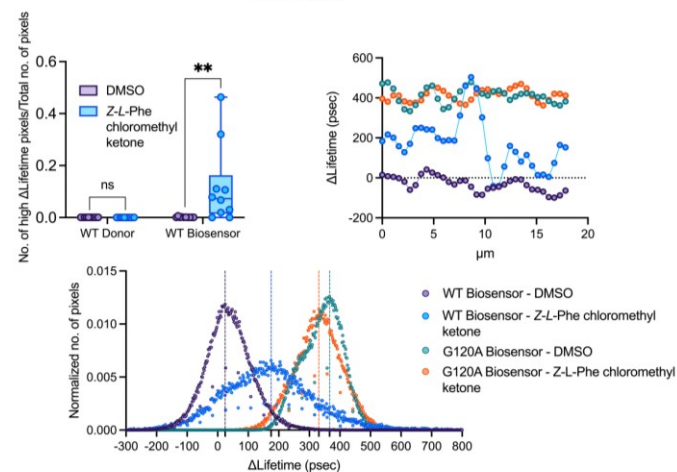 No. of high ΔLifetime pixels/Total no. of pixels
0.6
0.4
0.2
0.0
DMSO
Z-L-Phe
chloromethyl
ketone
**
ns
WT Donor
WT Biosensor
ΔLifetime (psec)
600
400
200
0
-200
0
5
10
15
20
μm
Normalized no. of pixels
0.015
0.010
0.005
0.000
-300 -200 -100 0 100 200 300 400 500 600 700 800
ΔLifetime (psec)
WT Biosensor - DMSO
WT Biosensor - Z-L-Phe chloromethyl
ketone
G120A Biosensor - DMSO
G120A Biosensor - Z-L-Phe chloromethyl
ketone